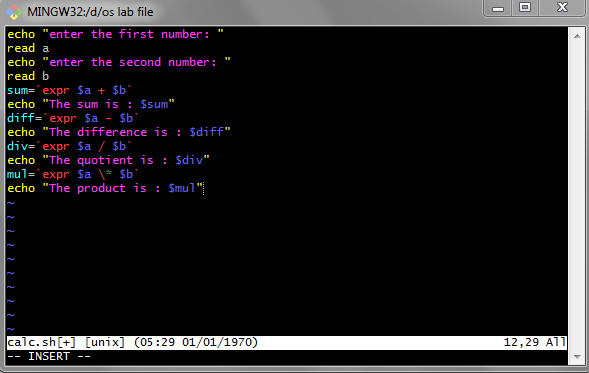 MINGW32:/d/os lab file
echo "enter the first number: "
read a
echo "enter the second number: "
read b
sum=`expr $a + $b`
echo "The sum is : $sum"
diff=`expr $a - $b`
echo "The difference is : $diff"
div=`expr $a / $b`
echo "The quotient is : $div"
mul=`expr $a \* $b`
echo "The product is : $mul"
~
~
~
~
~
~
~
~
~
~
calc.sh[+] [unix] (05:29 01/01/1970) 12,29 All
-- INSERT --